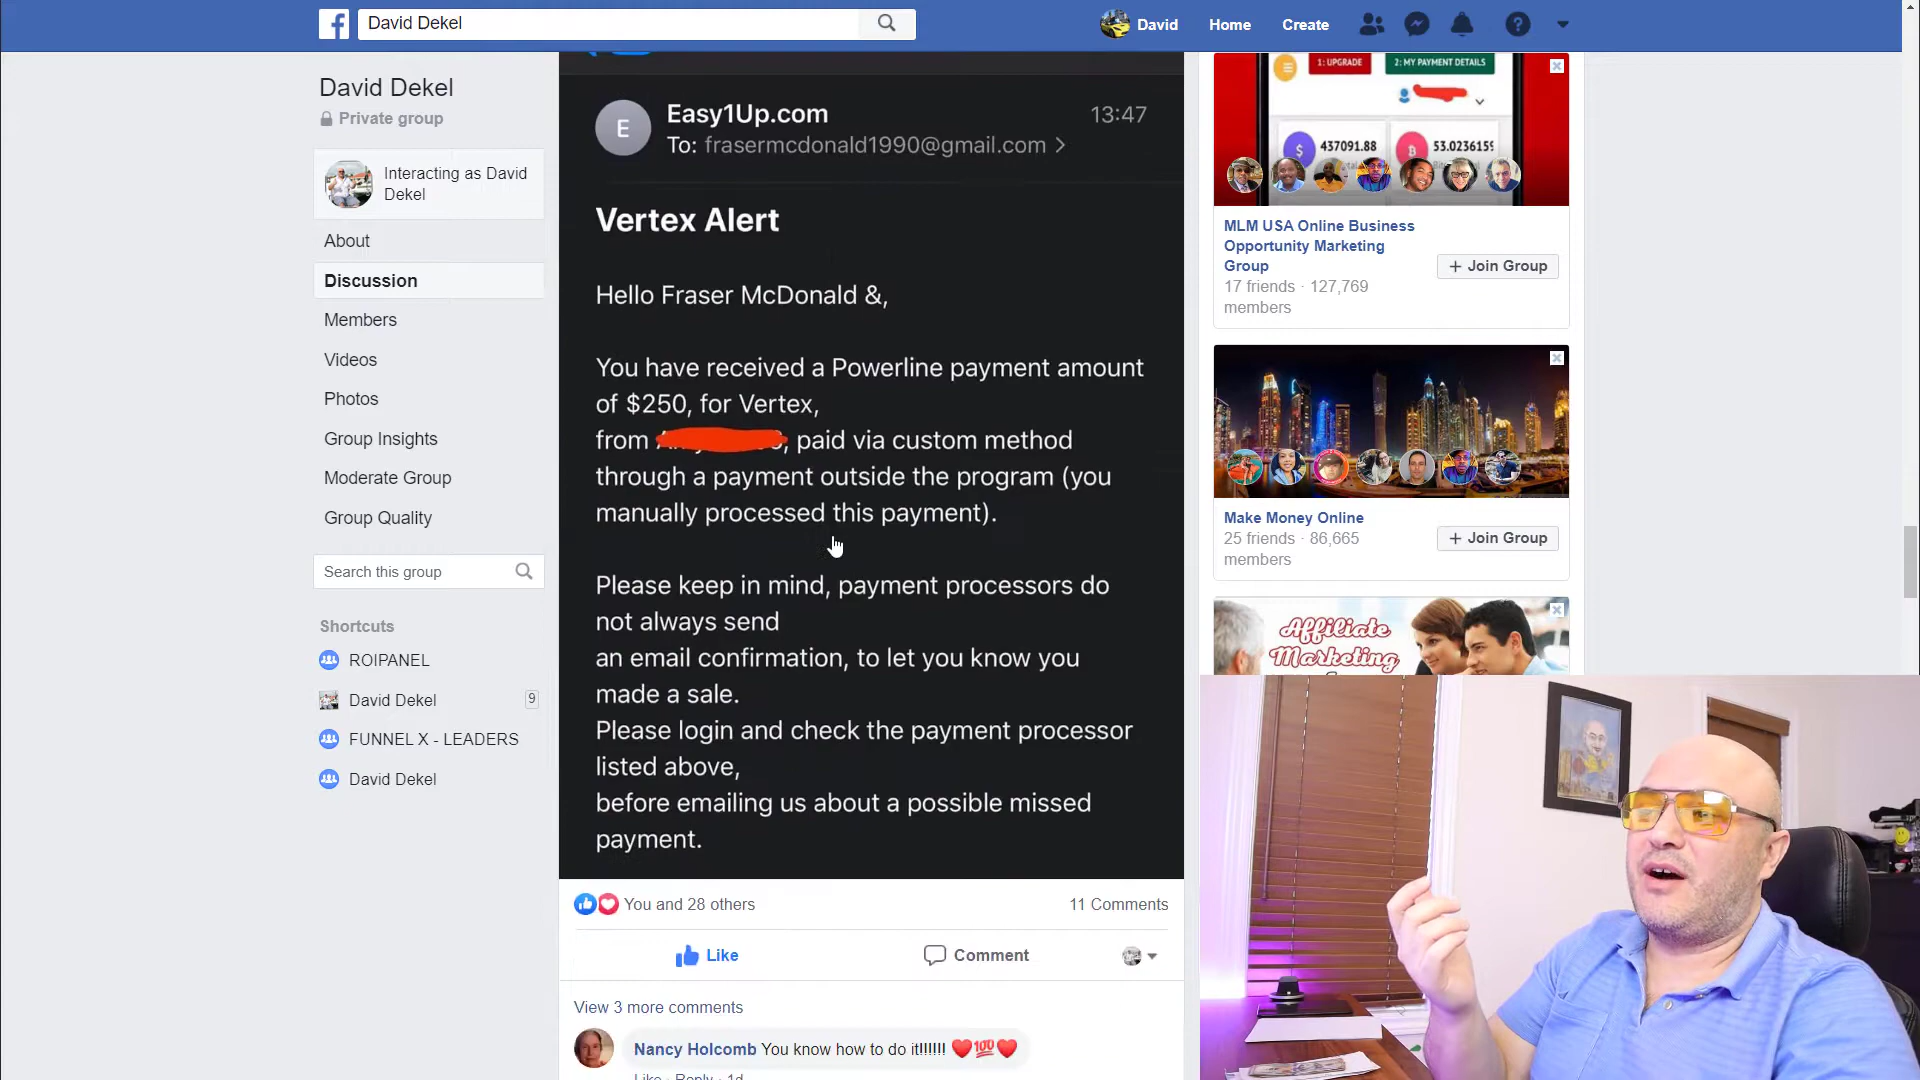 David Dekel
David
Home
Create
David Dekel
Private group
Interacting as David
Dekel
About
Discussion
Members
Videos
Photos
Group Insights
Moderate Group
Group Quality
Search this group
Shortcuts
ROIPANEL
David Dekel
9
FUNNEL X - LEADERS
David Dekel
E
Easy1Up.com
13:47
To: frasermcdonald1990@gmail.com >
Vertex Alert
Hello Fraser McDonald &,
You have received a Powerline payment amount
of $250, for Vertex,
from , paid via custom method
through a payment outside the program (you
manually processed this payment).
Please keep in mind, payment processors do
not always send
an email confirmation, to let you know you
made a sale.
Please login and check the payment processor
listed above,
before emailing us about a possible missed
payment.
You and 28 others
11 Comments
Like
Comment
View 3 more comments
Nancy Holcomb You know how to do it!!!!!! ❤️💯❤️
Like · Reply · 1d
1: UPGRADE
2: MY PAYMENT DETAILS
437091.88
53.0236159
MLM USA Online Business
Opportunity Marketing
Group
17 friends · 127,769
members
+ Join Group
Make Money Online
25 friends · 86,665
members
+ Join Group
Affiliate
Marketing